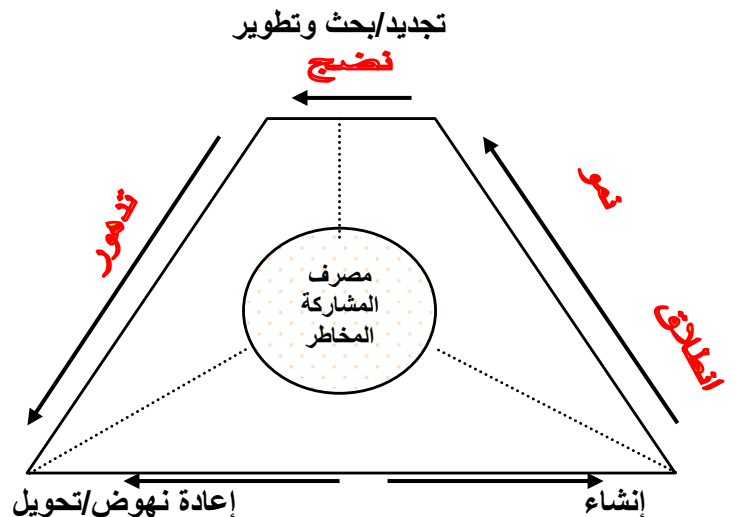 تجديد/بحث وتطوير
نضج
نمو
تدهور
مصرف
المشاركة
المخاطر
انطلاق
إنشاء
إعادة نهوض/تحويل